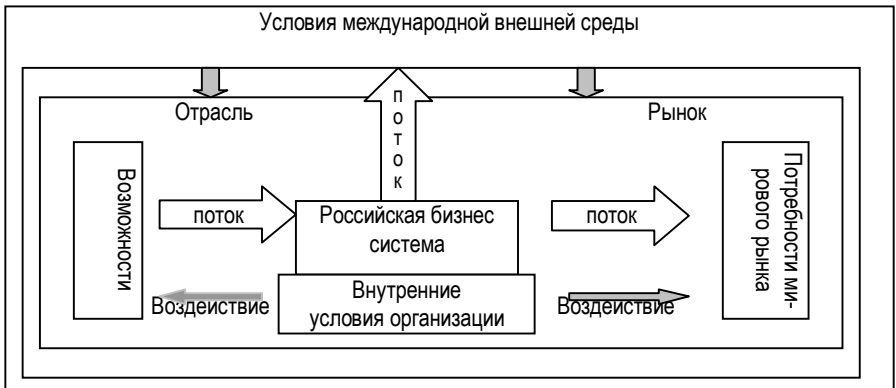 Условия международной внешней среды
Отрасль
Рынок
поток
Возможности
поток
Российская бизнес
система
поток
Потребности ми-
рового рынка
Внутренние
условия организации
Воздействие
Воздействие